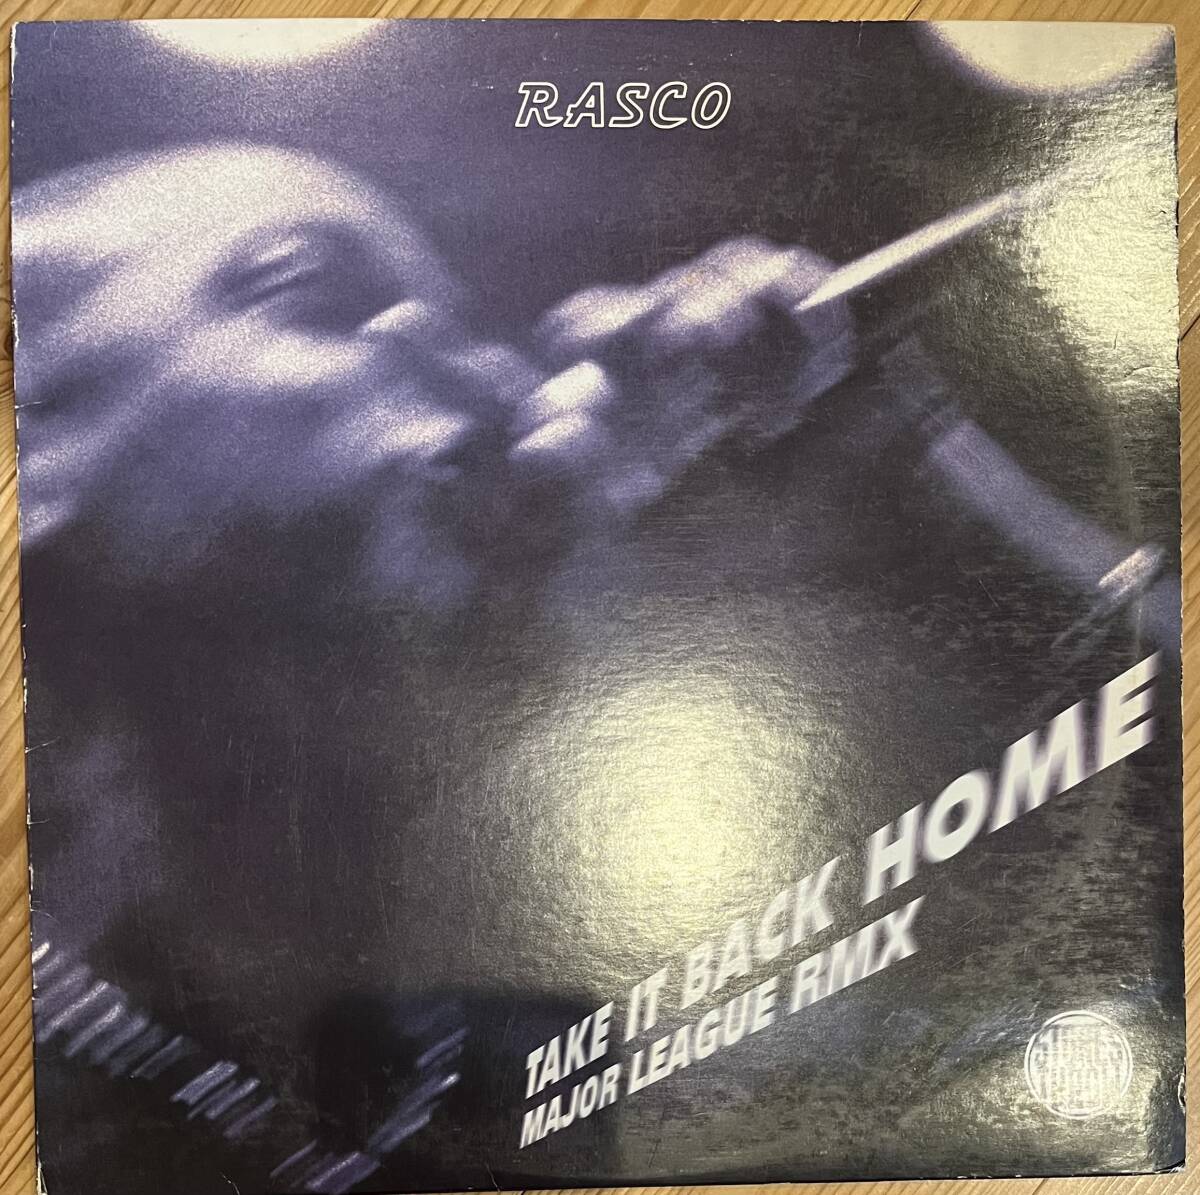 RASCO
TAKE IT BACK HOME
MAJOR LEAGUE RMX